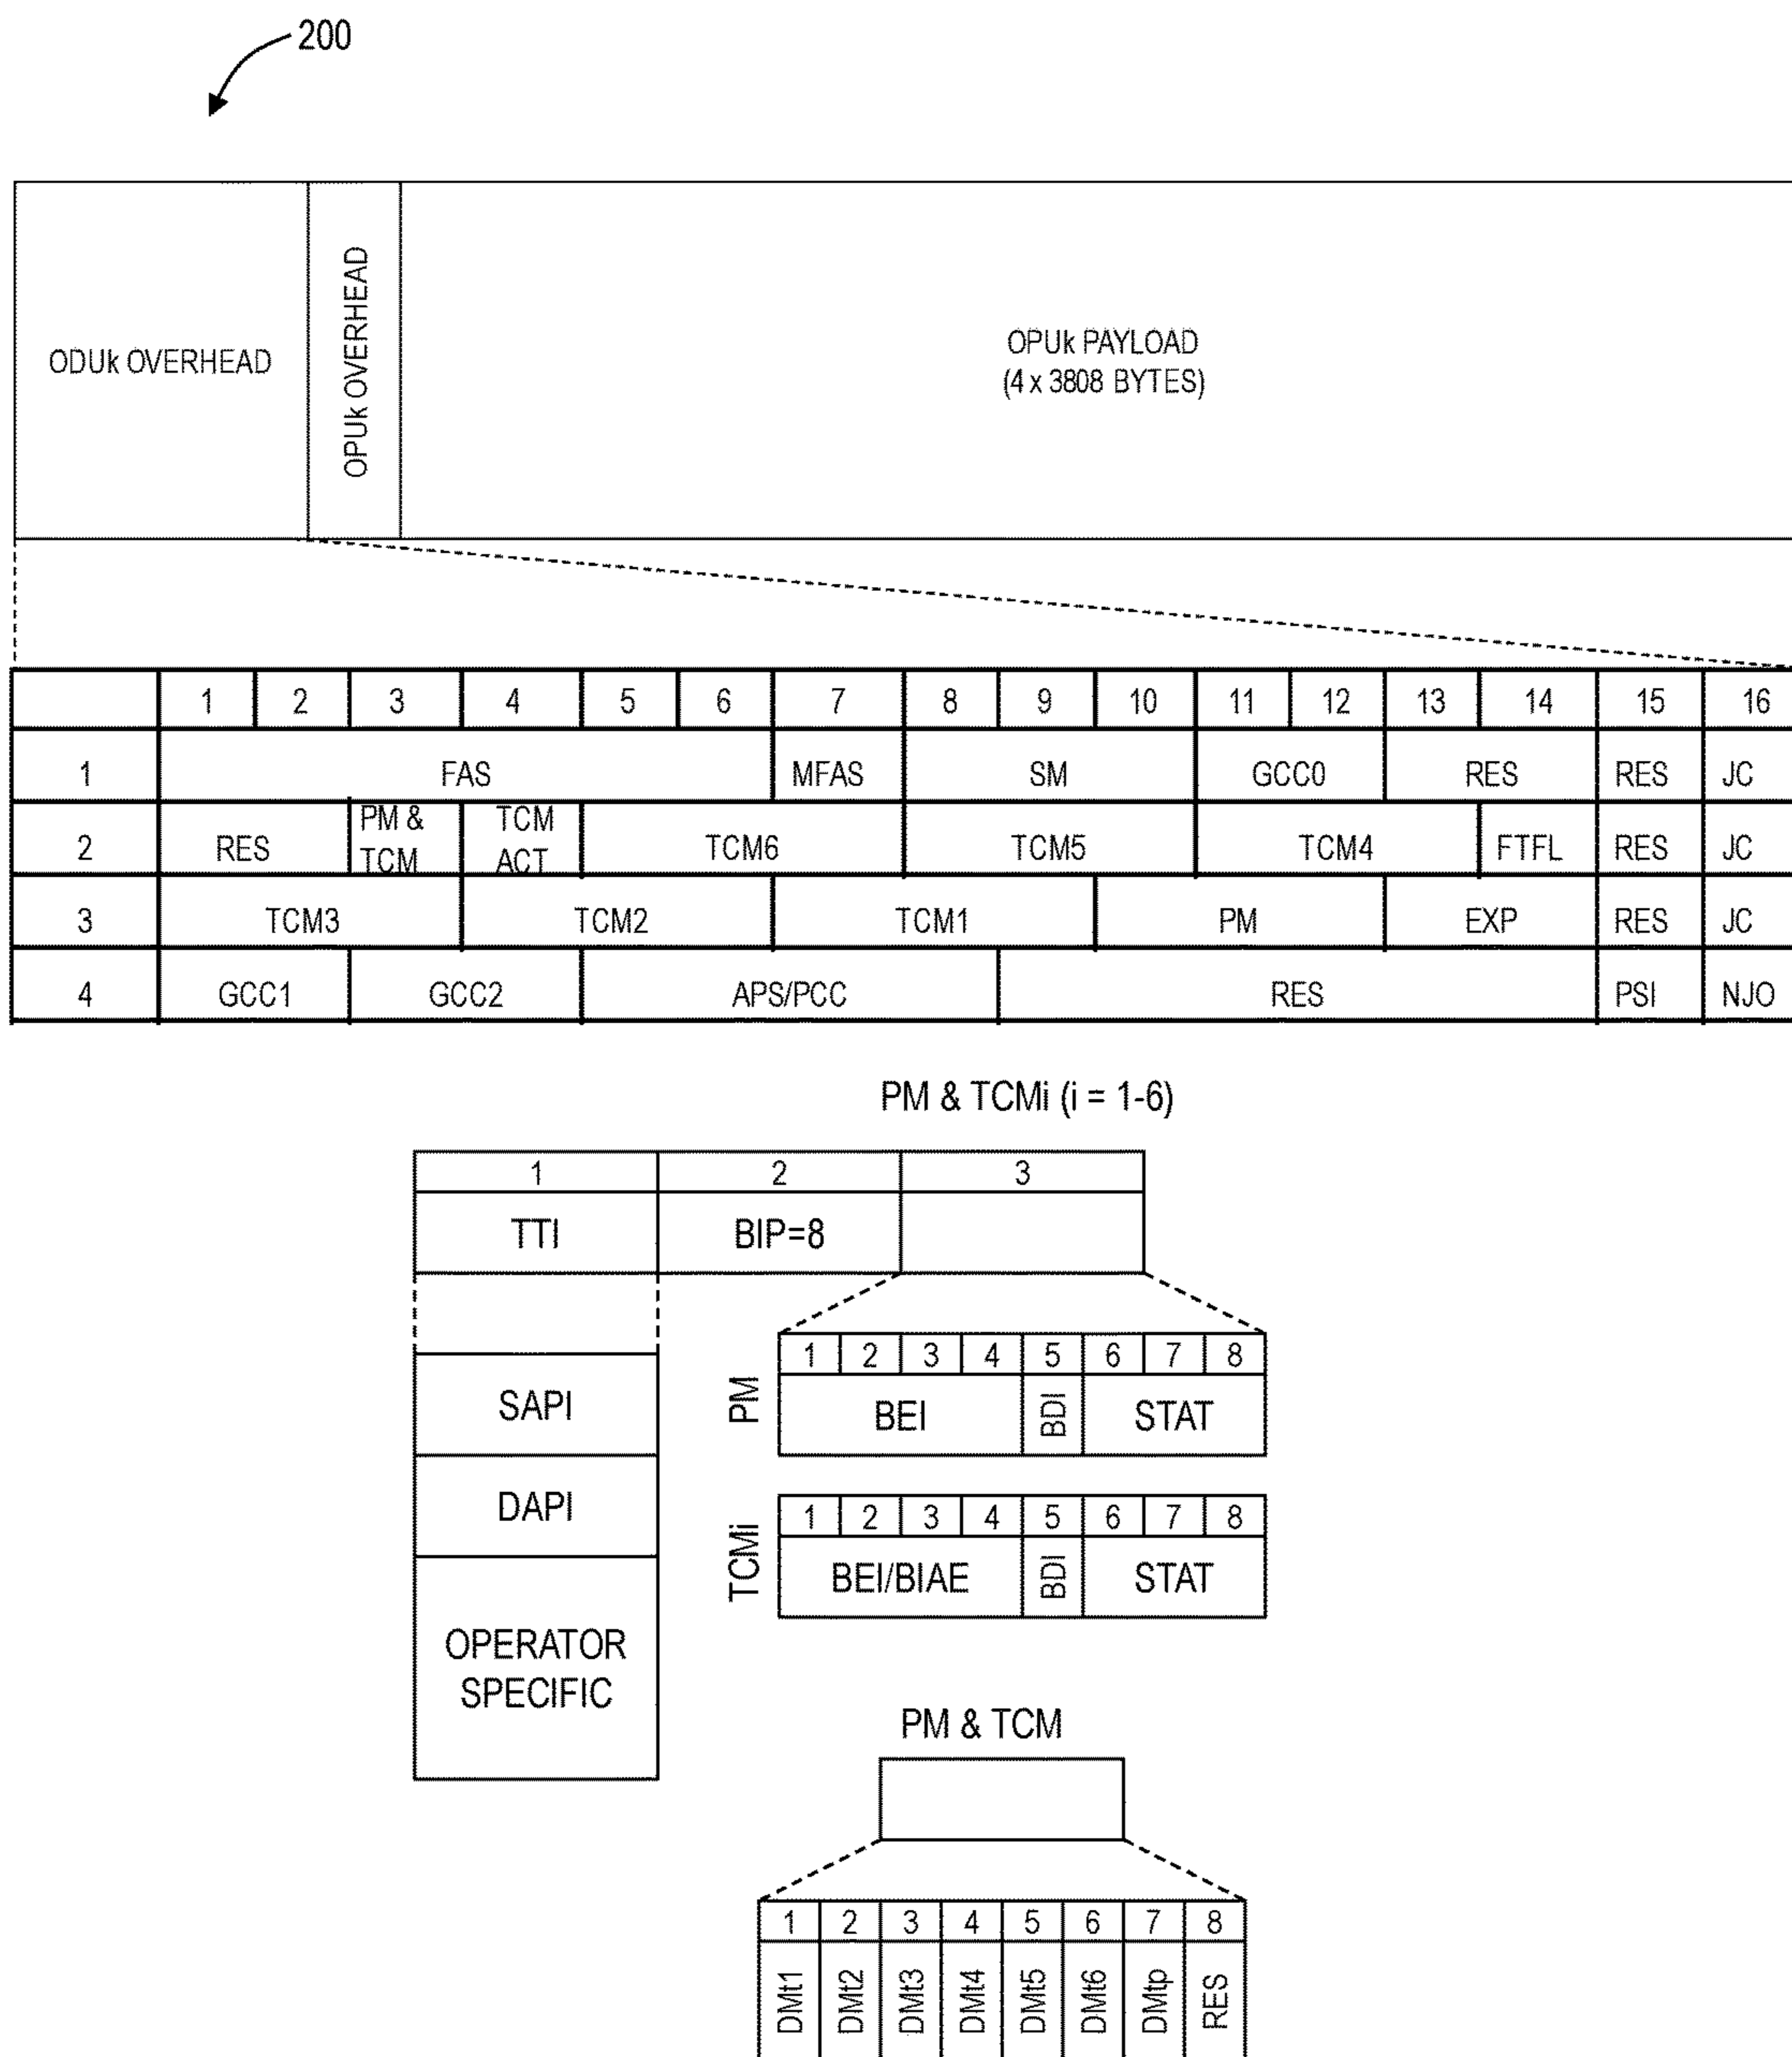 200
ODUk OVERHEAD
OPUk OVERHEAD
OPUk PAYLOAD
(4 x 3808 BYTES)
1 2 3 4 5 6 7 8 9 10 11 12 13 14 15 16
1 FAS MFAS SM GCC0 RES RES JC
2 RES PM & TCM TCM ACT TCM6 TCM5 TCM4 FTFL RES JC
3 TCM3 TCM2 TCM1 PM EXP RES JC
4 GCC1 GCC2 APS/PCC RES PSI NJO
PM & TCMi (i = 1-6)
1 2 3
TTI BIP=8
SAPI
DAPI
OPERATOR
SPECIFIC
PM
1 2 3 4 5 6 7 8
BEI BDI STAT
TCMi
1 2 3 4 5 6 7 8
BEI/BIAE BDI STAT
PM & TCM
1 2 3 4 5 6 7 8
DMt1 DMt2 DMt3 DMt4 DMt5 DMt6 DMtp RES